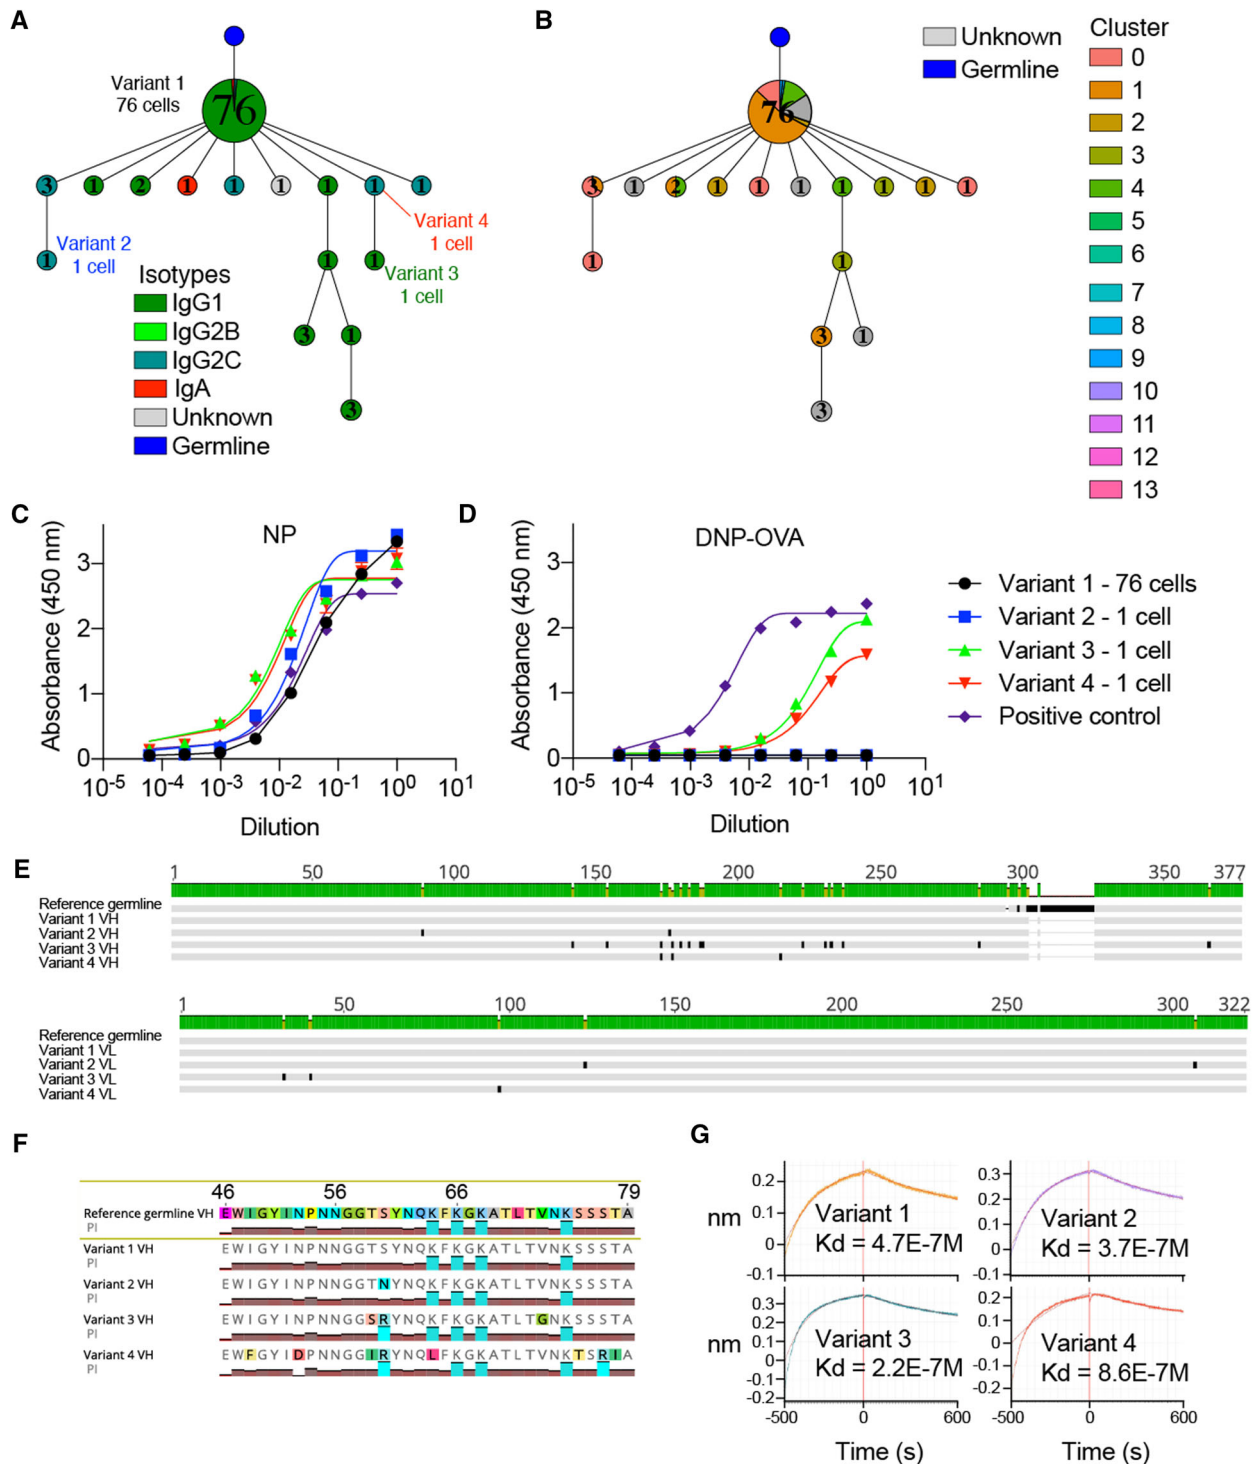 A
Variant 1
76 cells
76
3
1
2
1
1
1
1
1
1
Variant 4
1 cell
1
Variant 2
1 cell
1
1
Variant 3
1 cell
3
1
3
Isotypes
IgG1
IgG2B
IgG2C
IgA
Unknown
Germline
B
Unknown
Germline
76
3
1
2
1
1
1
1
1
1
1
1
1
3
1
3
Cluster
0
1
2
3
4
5
6
7
8
9
10
11
12
13
C
NP
Absorbance (450 nm)
3
2
1
0
10-5
10-4
10-3
10-2
10-1
100
101
Dilution
D
DNP-OVA
Absorbance (450 nm)
3
2
1
0
10-5
10-4
10-3
10-2
10-1
100
101
Dilution
Variant 1 - 76 cells
Variant 2 - 1 cell
Variant 3 - 1 cell
Variant 4 - 1 cell
Positive control
E
1 50 100 150 200 250 300 350 377
Reference germline
Variant 1 VH
Variant 2 VH
Variant 3 VH
Variant 4 VH
1 50 100 150 200 250 300 322
Reference germline
Variant 1 VL
Variant 2 VL
Variant 3 VL
Variant 4 VL
F
46 56 66 79
Reference germline VH EWIGYINPNNGGTSYNQKFKGKATLTVNKSSSTA
PI
Variant 1 VH EWIGYINPNNGGTSYNQKFKGKATLTVNKSSSTA
PI
Variant 2 VH EWIGYINPNNGGTNYNQKFKGKATLTVNKSSSTA
PI
Variant 3 VH EWIGYINPNNGGSRYNQKFKGKATLTGNKSSSTA
PI
Variant 4 VH EWFGYIDPNNGGIRYNQLFKGKATLTVNKTSRIA
PI
G
nm
0.2
0.1
0
-0.1
Variant 1
Kd = 4.7E-7M
0.3
0.2
0.1
0
-0.1
Variant 2
Kd = 3.7E-7M
nm
0.3
0.2
0.1
0
-0.1
-0.2
Variant 3
Kd = 2.2E-7M
-500 0 600
Time (s)
0.2
0.1
0
-0.1
-0.2
Variant 4
Kd = 8.6E-7M
-500 0 600
Time (s)